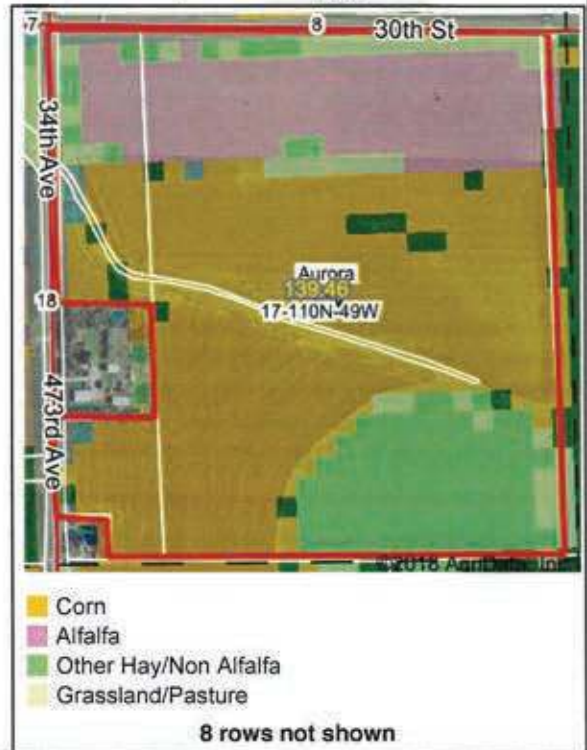 7
8
30th St
34th Ave
Aurora
139.46
17-110N-49W
18
473rd Ave
©2018 AgriData, Inc.
Corn
Alfalfa
Other Hay/Non Alfalfa
Grassland/Pasture
8 rows not shown